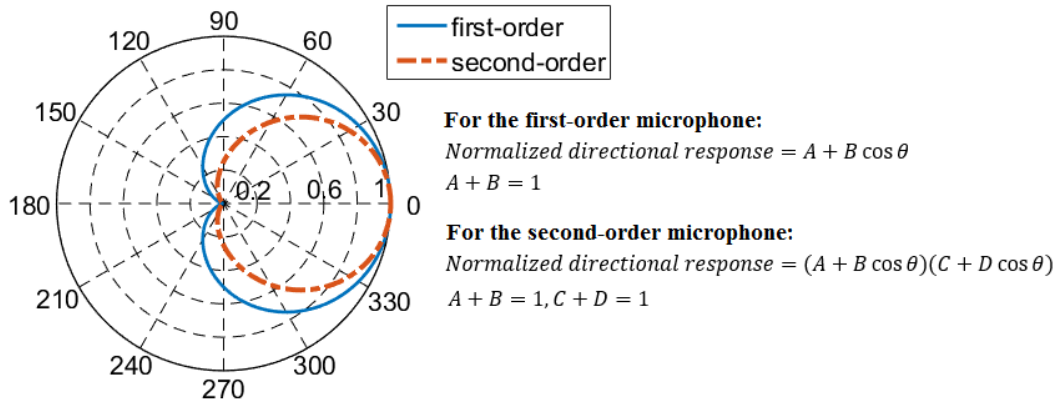 90
120
60
first-order
second-order
150
30
For the first-order microphone:
Normalized directional response = A + B cos θ
A + B = 1
180
0.2
0.6
1
0
For the second-order microphone:
Normalized directional response = (A + B cos θ)(C + D cos θ)
A + B = 1, C + D = 1
210
330
240
300
270